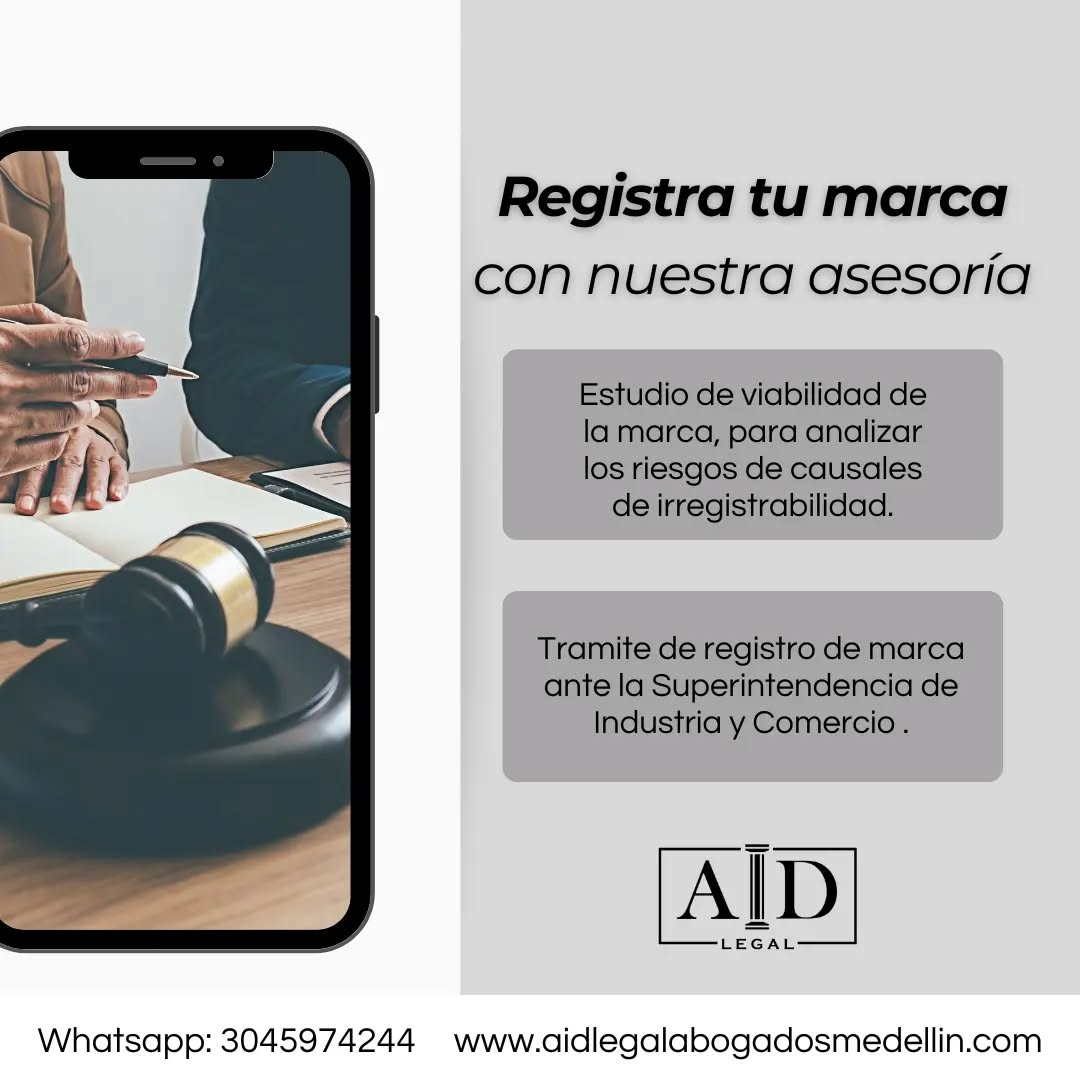 Registra tu marca
con nuestra asesoría
Estudio de viabilidad de
la marca, para analizar
los riesgos de causales
de irregistrabilidad.
Tramite de registro de marca
ante la Superintendencia de
Industria y Comercio .
AID
LEGAL
Whatsapp: 3045974244 www.aidlegalabogadosmedellin.com